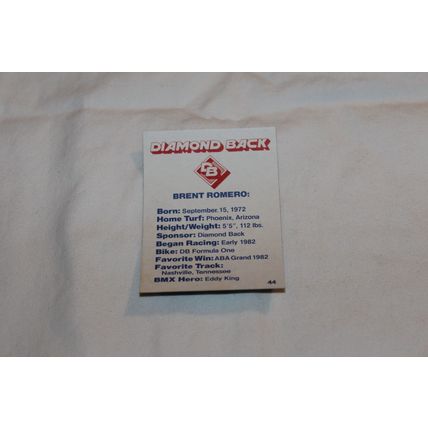 DIAMOND BACK
DB
BRENT ROMERO:
Born: September 15, 1972
Home Turf: Phoenix, Arizona
Height/Weight: 5'5", 112 lbs.
Sponsor: Diamond Back
Began Racing: Early 1982
Bike: DB Formula One
Favorite Win: ABA Grand 1982
Favorite Track:
Nashville, Tennessee
BMX Hero: Eddy King
44